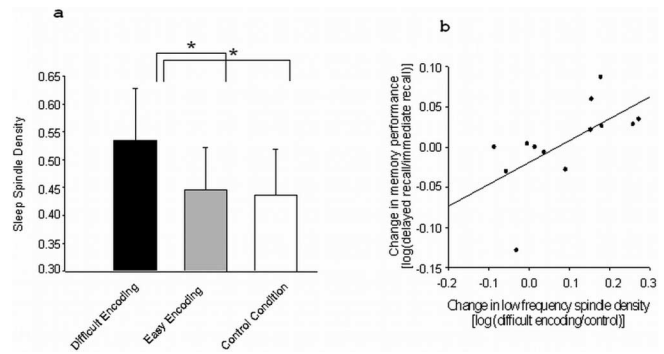 a
* *
0.65
0.60
0.55
0.50
0.45
0.40
0.35
0.30
Sleep Spindle Density
Difficult Encoding
Easy Encoding
Control Condition
b
Change in memory performance
[log(delayed recall/immediate recall)]
0.10
0.05
0.00
-0.05
-0.10
-0.15
-0.2
-0.1
0.0
0.1
0.2
0.3
Change in low frequency spindle density
[log(difficult encoding/control)]